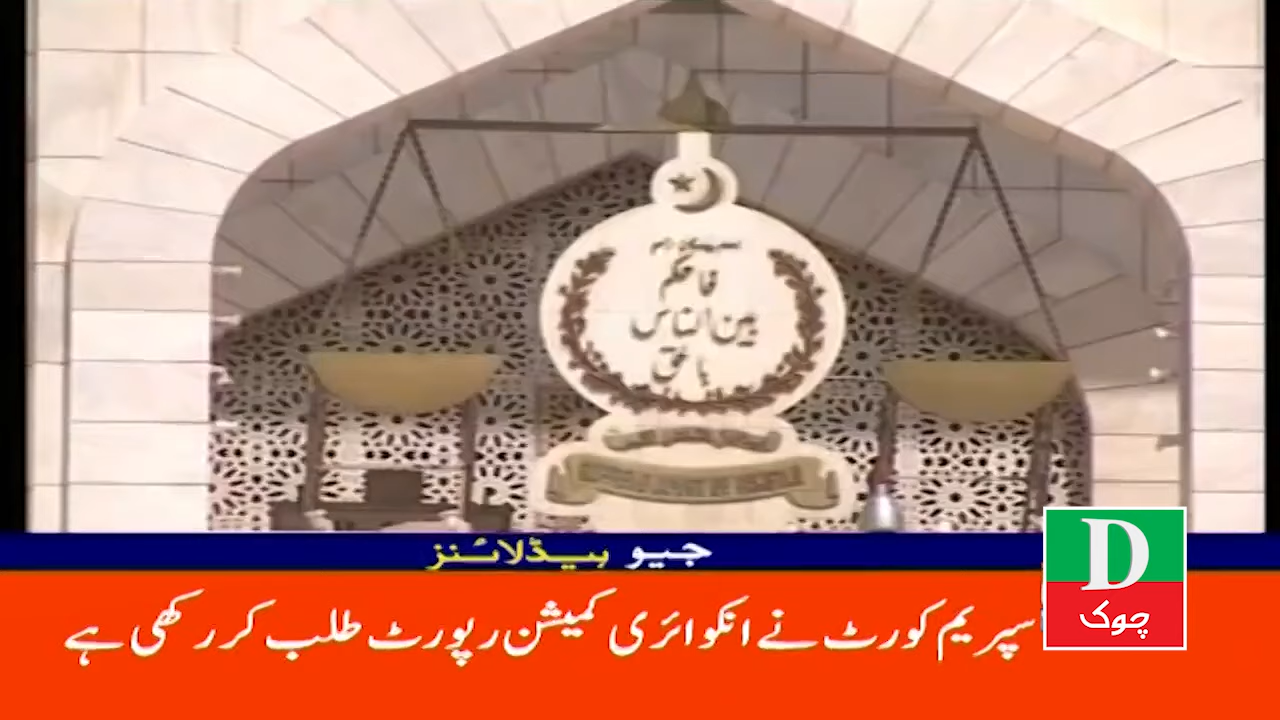 فاحکم
بین الناس
بالحق
جیو ہیڈلائنز
سپریم کورٹ نے انکوائری کمیشن رپورٹ طلب کر رکھی ہے
D
چوک